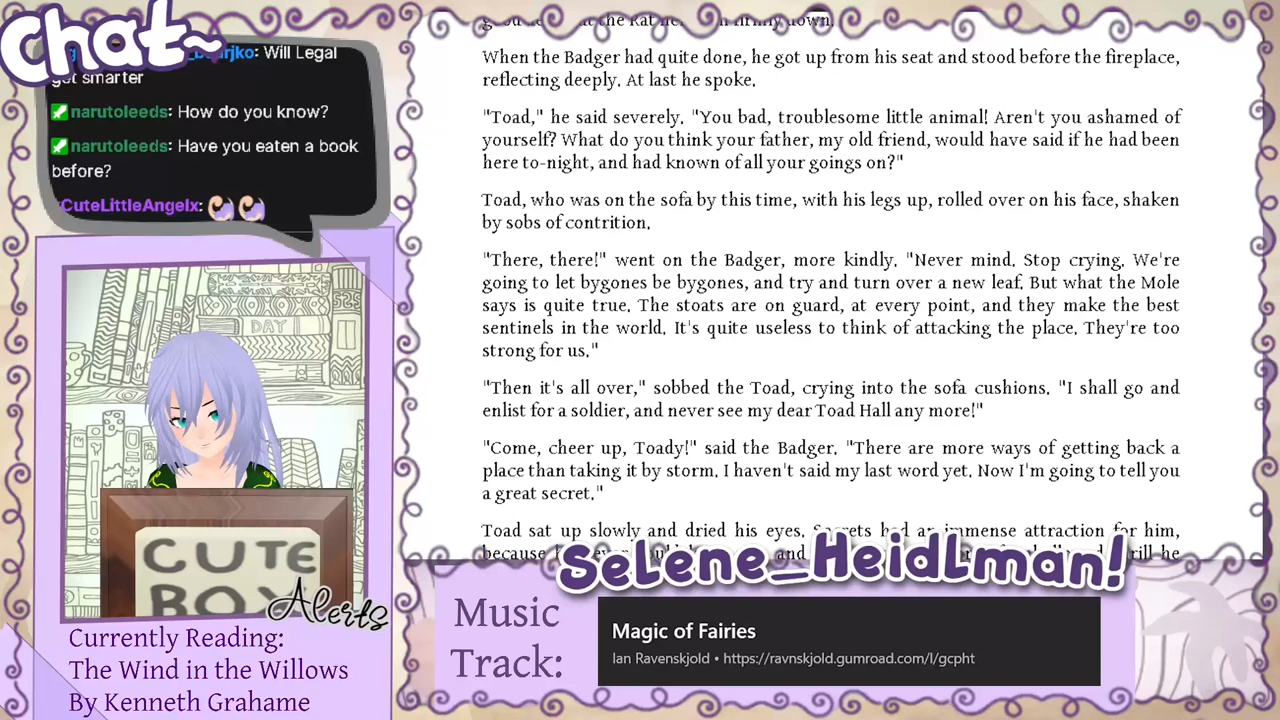 Chat~
Will Legal
get smarter
narutoleeds: How do you know?
narutoleeds: Have you eaten a book
before?
CuteLittleAngelx:
DAY
CUTE
BOX
Alerts
Currently Reading:
The Wind in the Willows
By Kenneth Grahame
the Rat firmly down.
When the Badger had quite done, he got up from his seat and stood before the fireplace,
reflecting deeply. At last he spoke.
"Toad," he said severely. "You bad, troublesome little animal! Aren't you ashamed of
yourself? What do you think your father, my old friend, would have said if he had been
here to-night, and had known of all your goings on?"
Toad, who was on the sofa by this time, with his legs up, rolled over on his face, shaken
by sobs of contrition.
"There, there!" went on the Badger, more kindly. "Never mind. Stop crying. We're
going to let bygones be bygones, and try and turn over a new leaf. But what the Mole
says is quite true. The stoats are on guard, at every point, and they make the best
sentinels in the world. It's quite useless to think of attacking the place. They're too
strong for us."
"Then it's all over," sobbed the Toad, crying into the sofa cushions. "I shall go and
enlist for a soldier, and never see my dear Toad Hall any more!"
"Come, cheer up, Toady!" said the Badger. "There are more ways of getting back a
place than taking it by storm. I haven't said my last word yet. Now I'm going to tell you
a great secret."
Toad sat up slowly and dried his eyes. Secrets had an immense attraction for him,
because
Selene_Heidlman!
Music
Track:
Magic of Fairies
Ian Ravenskjold • https://ravnskjold.gumroad.com/l/gcpht